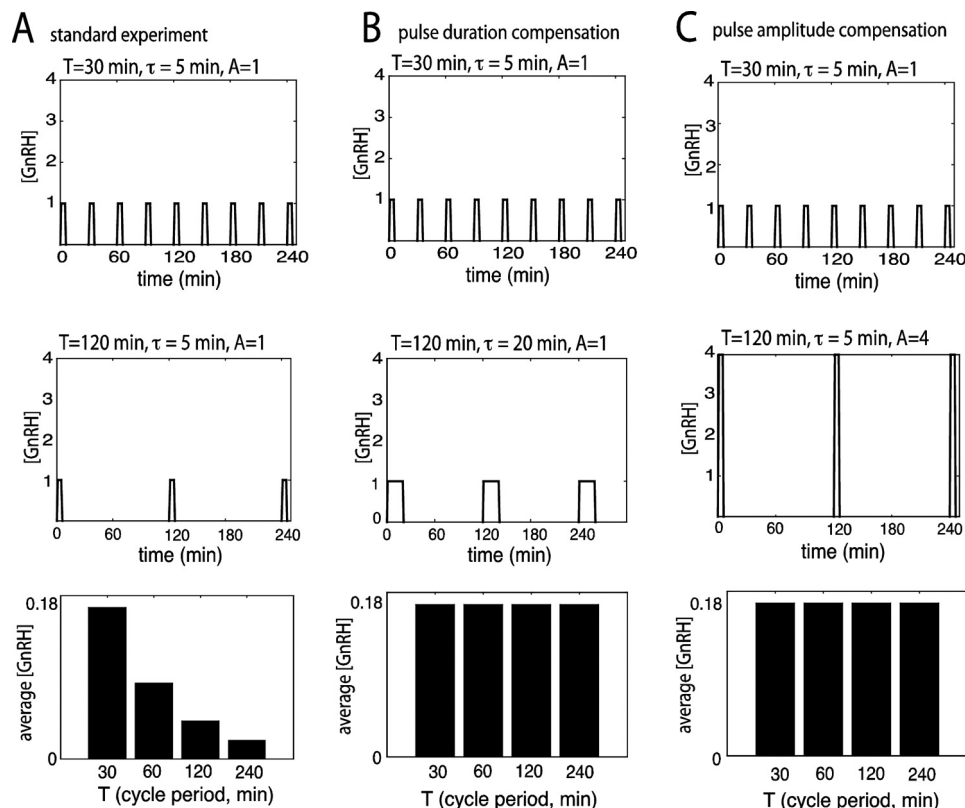 A standard experiment
T=30 min, τ = 5 min, A=1
4
3
2
1
[GnRH]
0 60 120 180 240
time (min)
T=120 min, τ = 5 min, A=1
4
3
2
1
[GnRH]
0 60 120 180 240
time (min)
0.18
0
average [GnRH]
30 60 120 240
T (cycle period, min)
B pulse duration compensation
T=30 min, τ = 5 min, A=1
4
3
2
1
[GnRH]
0 60 120 180 240
time (min)
T=120 min, τ = 20 min, A=1
4
3
2
1
0
[GnRH]
0 60 120 180 240
time (min)
0.18
0
average [GnRH]
30 60 120 240
T (cycle period, min)
C pulse amplitude compensation
T=30 min, τ = 5 min, A=1
4
3
2
1
[GnRH]
0 60 120 180 240
time (min)
T=120 min, τ = 5 min, A=4
4
3
2
1
[GnRH]
0 60 120 180 240
time (min)
0.18
0
average [GnRH]
30 60 120 240
T (cycle period, min)